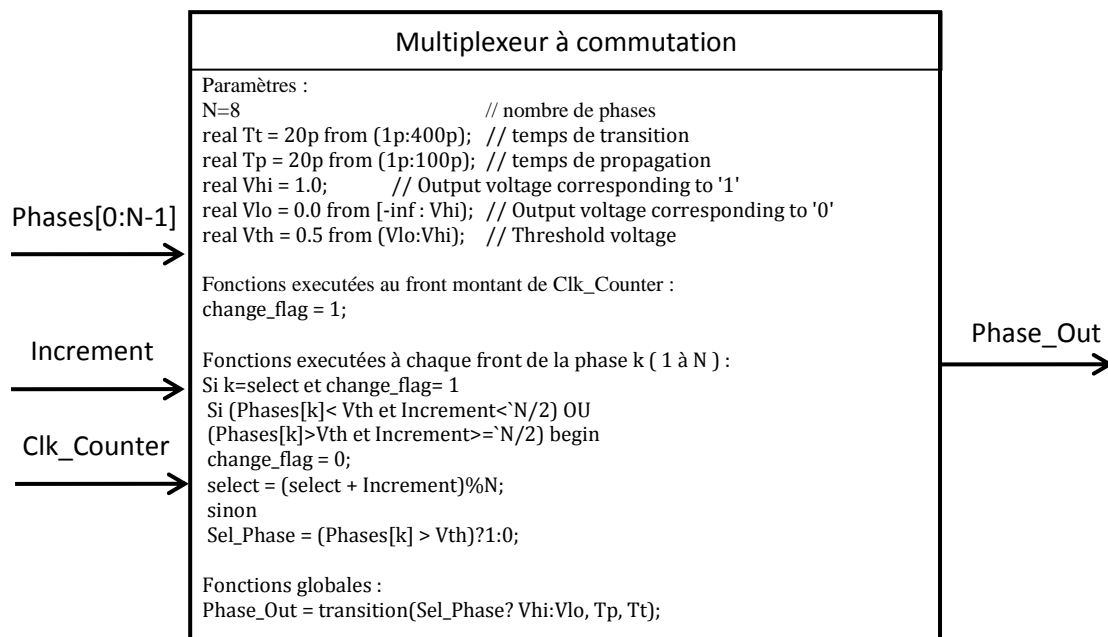 Multiplexeur à commutation
Paramètres :
N=8 // nombre de phases
real Tt = 20p from (1p:400p); // temps de transition
real Tp = 20p from (1p:100p); // temps de propagation
real Vhi = 1.0; // Output voltage corresponding to '1'
real Vlo = 0.0 from [-inf : Vhi); // Output voltage corresponding to '0'
real Vth = 0.5 from (Vlo:Vhi); // Threshold voltage
Fonctions executées au front montant de Clk_Counter :
change_flag = 1;
Fonctions executées à chaque front de la phase k ( 1 à N ) :
Si k=select et change_flag= 1
Si (Phases[k]< Vth et Increment<`N/2) OU
(Phases[k]>Vth et Increment>=`N/2) begin
change_flag = 0;
select = (select + Increment)%N;
sinon
Sel_Phase = (Phases[k] > Vth)?1:0;
Fonctions globales :
Phase_Out = transition(Sel_Phase? Vhi:Vlo, Tp, Tt);
Phases[0:N-1]
Increment
Clk_Counter
Phase_Out